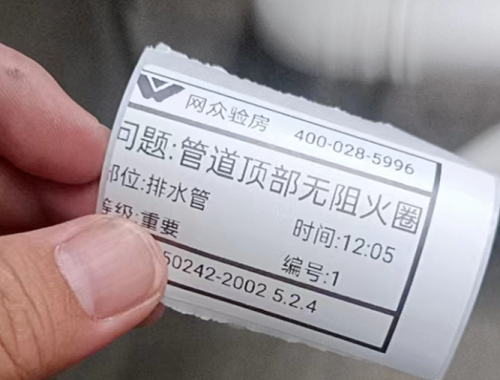 网众验房 400-028-5996
问题:管道顶部无阻火圈
部位:排水管 时间:12:05
等级:重要 编号:1
50242-2002 5.2.4